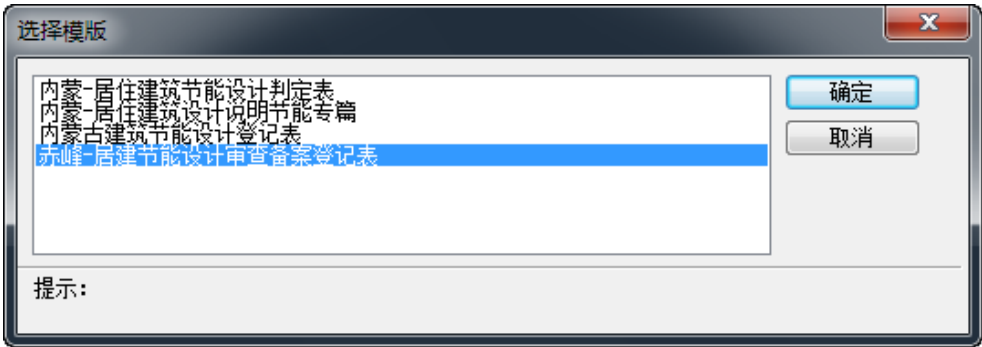 选择模版
内蒙-居住建筑节能设计判定表
内蒙-居住建筑设计说明节能专篇
内蒙古建筑节能设计登记表
赤峰-居建节能设计审查备案登记表
确定
取消
提示: